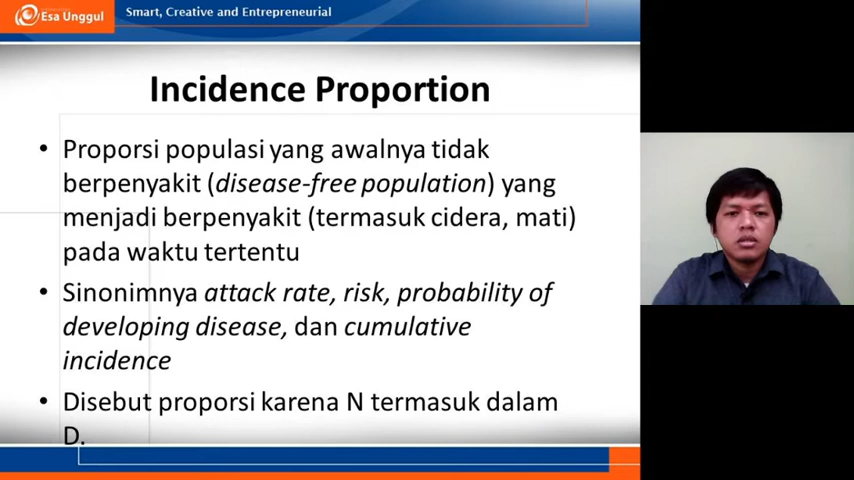 Esa Unggul
Smart, Creative and Entrepreneurial
Incidence Proportion
• Proporsi populasi yang awalnya tidak
berpenyakit (disease-free population) yang
menjadi berpenyakit (termasuk cidera, mati)
pada waktu tertentu
• Sinonimnya attack rate, risk, probability of
developing disease, dan cumulative
incidence
• Disebut proporsi karena N termasuk dalam
D.